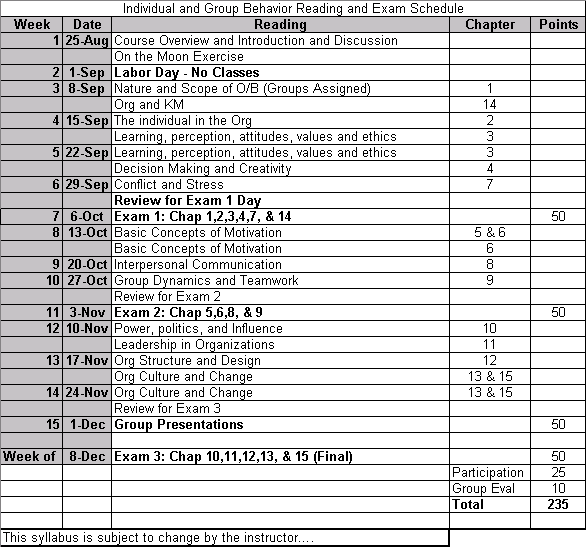 Individual and Group Behavior Reading and Exam Schedule
Week Date Reading Chapter Points
1 25-Aug Course Overview and Introduction and Discussion
On the Moon Exercise
2 1-Sep Labor Day - No Classes
3 8-Sep Nature and Scope of O/B (Groups Assigned) 1
Org and KM 14
4 15-Sep The individual in the Org 2
Learning, perception, attitudes, values and ethics 3
5 22-Sep Learning, perception, attitudes, values and ethics 3
Decision Making and Creativity 4
6 29-Sep Conflict and Stress 7
Review for Exam 1 Day
7 6-Oct Exam 1: Chap 1,2,3,4,7, & 14 50
8 13-Oct Basic Concepts of Motivation 5 & 6
Basic Concepts of Motivation 6
9 20-Oct Interpersonal Communication 8
10 27-Oct Group Dynamics and Teamwork 9
Review for Exam 2
11 3-Nov Exam 2: Chap 5,6,8, & 9 50
12 10-Nov Power, politics, and Influence 10
Leadership in Organizations 11
13 17-Nov Org Structure and Design 12
Org Culture and Change 13 & 15
14 24-Nov Org Culture and Change 13 & 15
Review for Exam 3
15 1-Dec Group Presentations 50
Week of 8-Dec Exam 3: Chap 10,11,12,13, & 15 (Final) 50
Participation 25
Group Eval 10
Total 235
This syllabus is subject to change by the instructor....